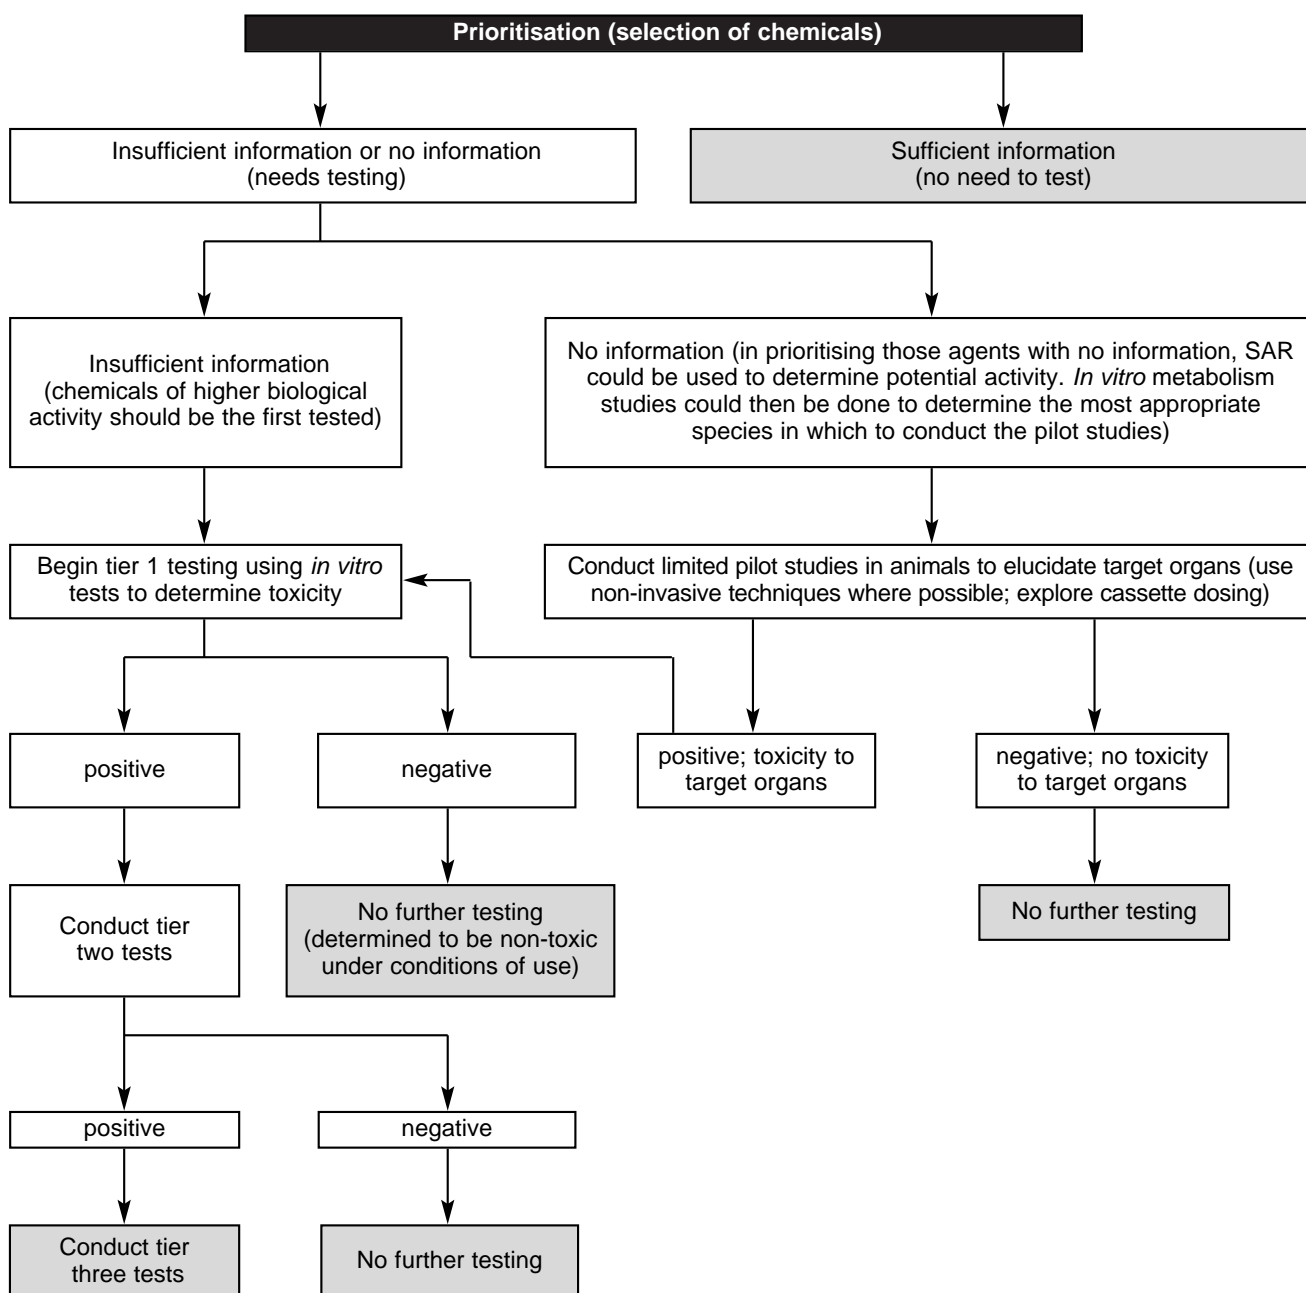 Prioritisation (selection of chemicals)
Insufficient information or no information
(needs testing)
Sufficient information
(no need to test)
Insufficient information
(chemicals of higher biological
activity should be the first tested)
No information (in prioritising those agents with no information, SAR
could be used to determine potential activity. In vitro metabolism
studies could then be done to determine the most appropriate
species in which to conduct the pilot studies)
Begin tier 1 testing using in vitro
tests to determine toxicity
Conduct limited pilot studies in animals to elucidate target organs (use
non-invasive techniques where possible; explore cassette dosing)
positive
negative
positive; toxicity to
target organs
negative; no toxicity
to target organs
Conduct tier
two tests
No further testing
(determined to be non-toxic
under conditions of use)
No further testing
positive
negative
Conduct tier
three tests
No further testing